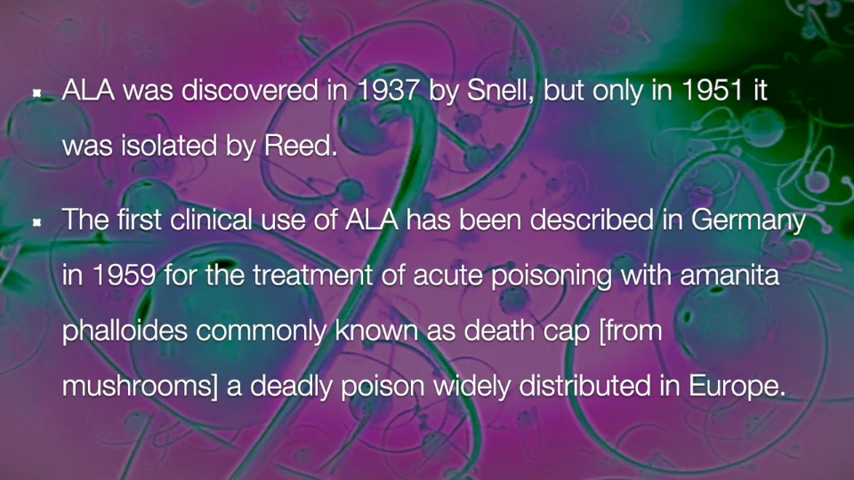 ALA was discovered in 1937 by Snell, but only in 1951 it
was isolated by Reed.
The first clinical use of ALA has been described in Germany
in 1959 for the treatment of acute poisoning with amanita
phalloides commonly known as death cap [from
mushrooms] a deadly poison widely distributed in Europe.